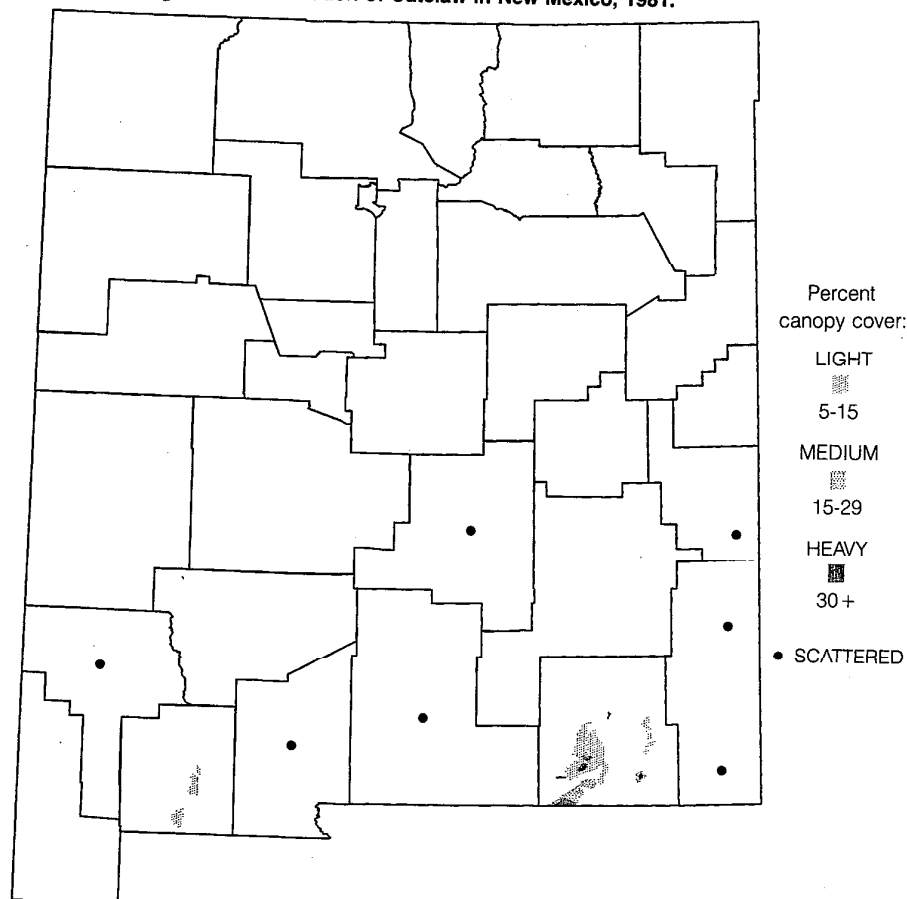 of Catclaw in New Mexico, 1981.
Percent
canopy cover:
LIGHT
5-15
MEDIUM
15-29
HEAVY
30+
• SCATTERED